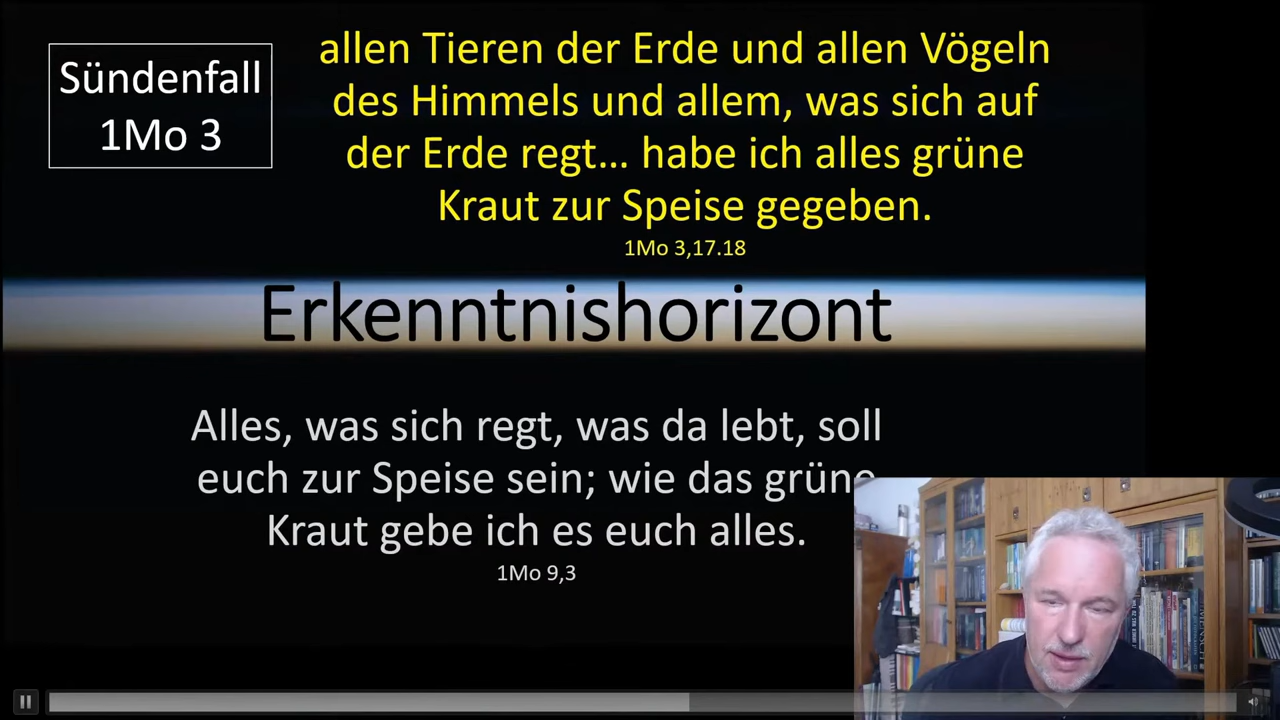 Sündenfall
1Mo 3
allen Tieren der Erde und allen Vögeln
des Himmels und allem, was sich auf
der Erde regt... habe ich alles grüne
Kraut zur Speise gegeben.
1Mo 3,17.18
Erkenntnishorizont
Alles, was sich regt, was da lebt, soll
euch zur Speise sein; wie das grüne
Kraut gebe ich es euch alles.
1Mo 9,3